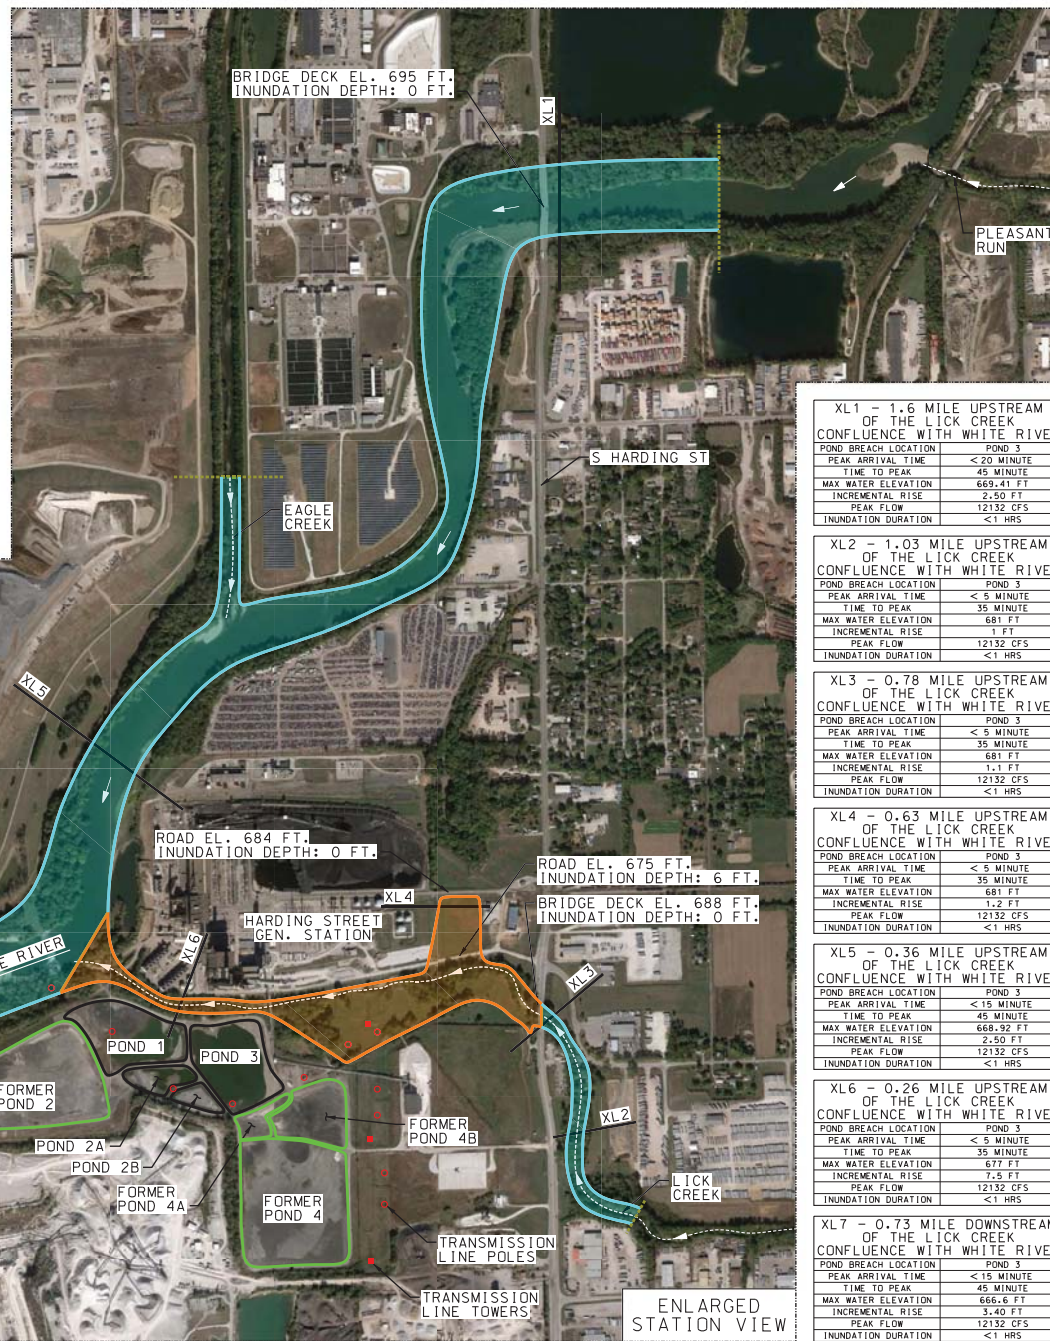 BRIDGE DECK EL. 695 FT.
INUNDATION DEPTH: 0 FT.
XL1
PLEASANT
RUN
S HARDING ST
EAGLE
CREEK
XL5
ROAD EL. 684 FT.
INUNDATION DEPTH: 0 FT.
ROAD EL. 675 FT.
INUNDATION DEPTH: 6 FT.
XL4
BRIDGE DECK EL. 688 FT.
INUNDATION DEPTH: 0 FT.
HARDING STREET
GEN. STATION
XL6
E RIVER
XL3
POND 1
POND 3
FORMER
POND 2
XL2
FORMER
POND 4B
POND 2A
POND 2B
FORMER
POND 4A
FORMER
POND 4
LICK
CREEK
TRANSMISSION
LINE POLES
TRANSMISSION
LINE TOWERS
ENLARGED
STATION VIEW
XL1 - 1.6 MILE UPSTREAM
OF THE LICK CREEK
CONFLUENCE WITH WHITE RIVE
POND BREACH LOCATION POND 3
PEAK ARRIVAL TIME <20 MINUTE
TIME TO PEAK 45 MINUTE
MAX WATER ELEVATION 669.41 FT
INCREMENTAL RISE 2.50 FT
PEAK FLOW 12132 CFS
INUNDATION DURATION <1 HRS
XL2 - 1.03 MILE UPSTREAM
OF THE LICK CREEK
CONFLUENCE WITH WHITE RIVE
POND BREACH LOCATION POND 3
PEAK ARRIVAL TIME < 5 MINUTE
TIME TO PEAK 35 MINUTE
MAX WATER ELEVATION 681 FT
INCREMENTAL RISE 1 FT
PEAK FLOW 12132 CFS
INUNDATION DURATION <1 HRS
XL3 - 0.78 MILE UPSTREAM
OF THE LICK CREEK
CONFLUENCE WITH WHITE RIVE
POND BREACH LOCATION POND 3
PEAK ARRIVAL TIME < 5 MINUTE
TIME TO PEAK 35 MINUTE
MAX WATER ELEVATION 681 FT
INCREMENTAL RISE 1.1 FT
PEAK FLOW 12132 CFS
INUNDATION DURATION <1 HRS
XL4 - 0.63 MILE UPSTREAM
OF THE LICK CREEK
CONFLUENCE WITH WHITE RIVE
POND BREACH LOCATION POND 3
PEAK ARRIVAL TIME < 5 MINUTE
TIME TO PEAK 35 MINUTE
MAX WATER ELEVATION 681 FT
INCREMENTAL RISE 1.2 FT
PEAK FLOW 12132 CFS
INUNDATION DURATION <1 HRS
XL5 - 0.36 MILE UPSTREAM
OF THE LICK CREEK
CONFLUENCE WITH WHITE RIVE
POND BREACH LOCATION POND 3
PEAK ARRIVAL TIME <15 MINUTE
TIME TO PEAK 45 MINUTE
MAX WATER ELEVATION 668.92 FT
INCREMENTAL RISE 2.50 FT
PEAK FLOW 12132 CFS
INUNDATION DURATION <1 HRS
XL6 - 0.26 MILE UPSTREAM
OF THE LICK CREEK
CONFLUENCE WITH WHITE RIVE
POND BREACH LOCATION POND 3
PEAK ARRIVAL TIME < 5 MINUTE
TIME TO PEAK 35 MINUTE
MAX WATER ELEVATION 677 FT
INCREMENTAL RISE 7.5 FT
PEAK FLOW 12132 CFS
INUNDATION DURATION <1 HRS
XL7 - 0.73 MILE DOWNSTREAM
OF THE LICK CREEK
CONFLUENCE WITH WHITE RIVE
POND BREACH LOCATION POND 3
PEAK ARRIVAL TIME <15 MINUTE
TIME TO PEAK 45 MINUTE
MAX WATER ELEVATION 666.6 FT
INCREMENTAL RISE 3.40 FT
PEAK FLOW 12132 CFS
INUNDATION DURATION <1 HRS